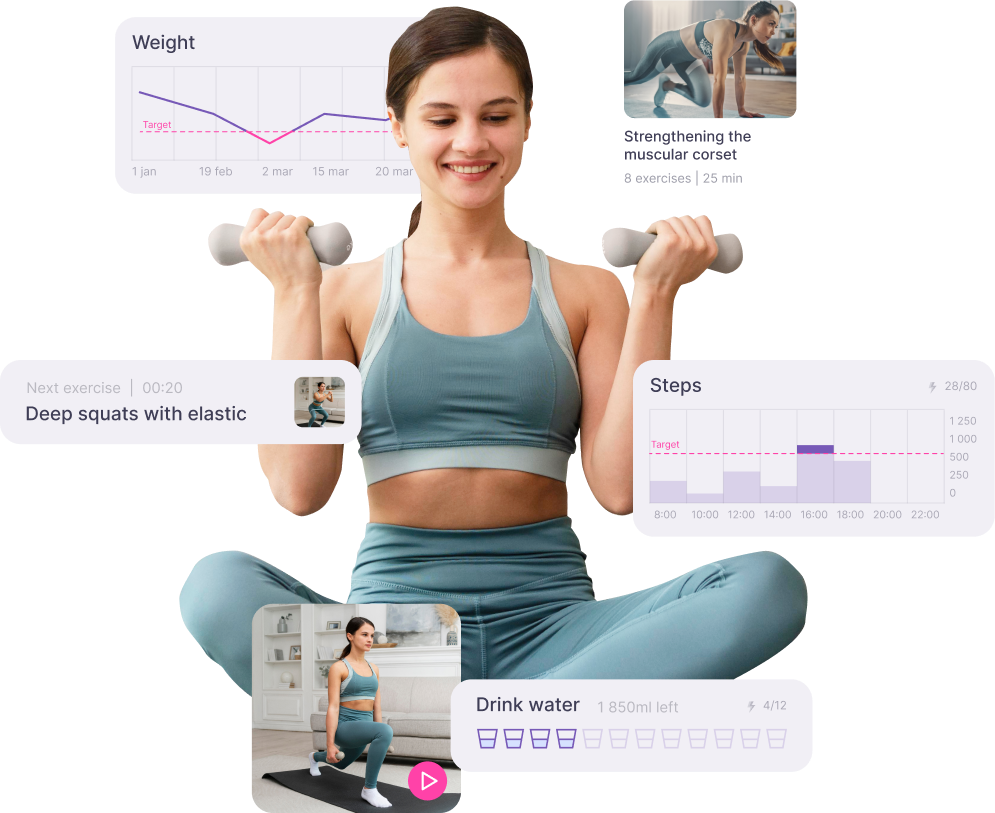 Weight
Target
1 jan
19 feb
2 mar
15 mar
20 mar
Strengthening the
muscular corset
8 exercises | 25 min
Next exercise | 00:20
Deep squats with elastic
Steps
28/80
Target
1 250
1 000
500
250
0
8:00
10:00
12:00
14:00
16:00
18:00
20:00
22:00
Drink water 1 850ml left
4/12